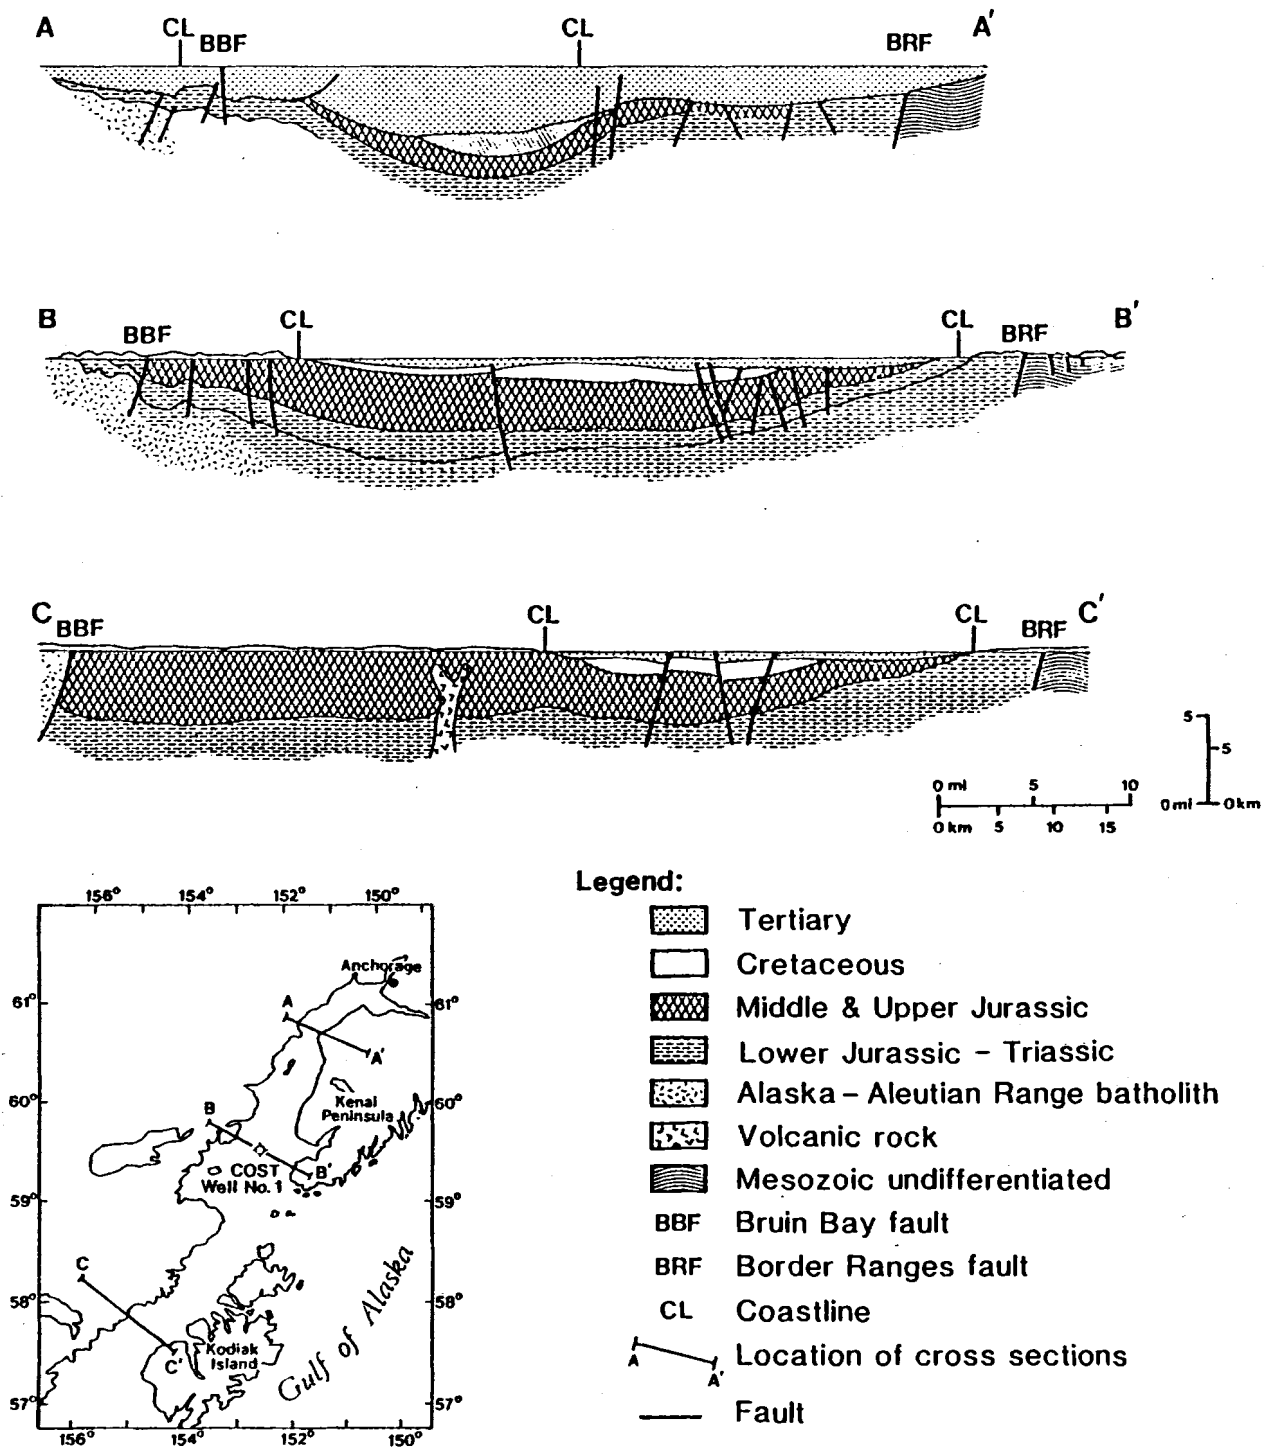 A CL BBF CL BRF A'
B BBF CL CL BRF B'
C BBF CL CL BRF C'
5
5
0 mi 0 km
0 mi 5 10
0 km 5 10 15
156° 154° 152° 150°
Anchorage
61° 61°
A
A'
60° 60°
Kenai
Peninsula
B
B'
COST
Well No. 1
59° 59°
C
58° 58°
Kodiak
Island
C'
Gulf of Alaska
57° 57°
156° 154° 152° 150°
Legend:
Tertiary
Cretaceous
Middle & Upper Jurassic
Lower Jurassic - Triassic
Alaska-Aleutian Range batholith
Volcanic rock
Mesozoic undifferentiated
BBF Bruin Bay fault
BRF Border Ranges fault
CL Coastline
A A' Location of cross sections
Fault